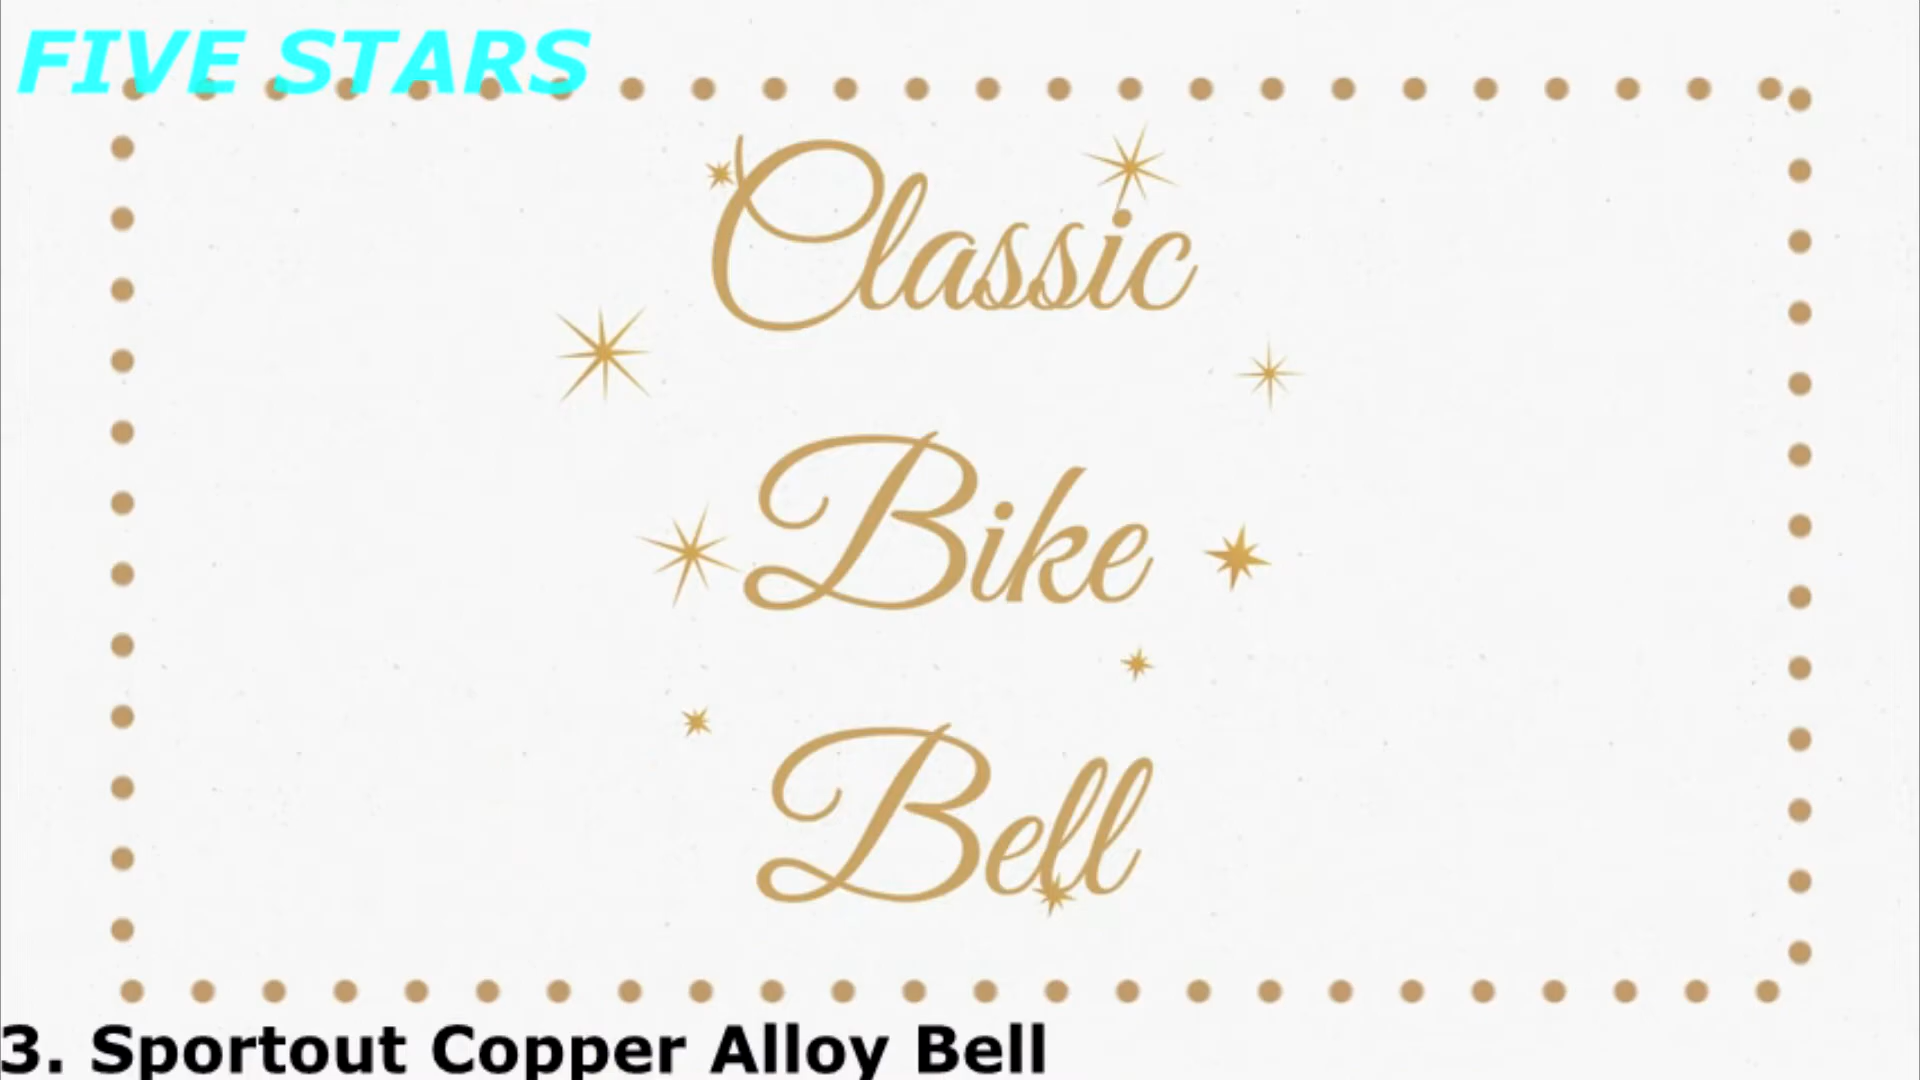 FIVE STARS
Classic
Bike
Bell
3. Sportout Copper Alloy Bell